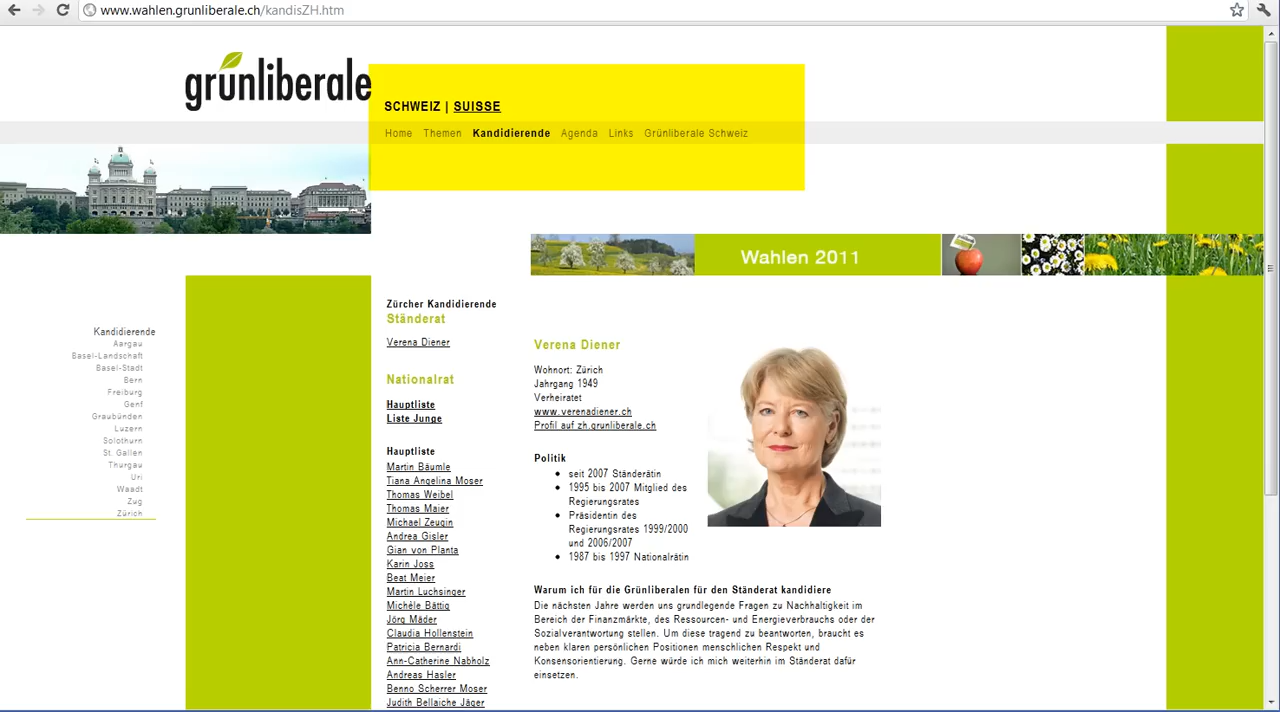 www.wahlen.grunliberale.ch/kandisZH.htm
grünliberale
SCHWEIZ | SUISSE
Home Themen Kandidierende Agenda Links Grünliberale Schweiz
Wahlen 2011
Kandidierende
Aargau
Basel-Landschaft
Basel-Stadt
Bern
Freiburg
Genf
Graubünden
Luzern
Solothurn
St. Gallen
Thurgau
Uri
Waadt
Zug
Zürich
Zürcher Kandidierende
Ständerat
Verena Diener
Nationalrat
Hauptliste
Liste Junge
Hauptliste
Martin Bäumle
Tiana Angelina Moser
Thomas Weibel
Thomas Maier
Michael Zeugin
Andrea Gisler
Gian von Planta
Karin Joss
Beat Meier
Martin Luchsinger
Michèle Bättig
Jörg Mäder
Claudia Hollenstein
Patricia Bernardi
Ann-Catherine Nabholz
Andreas Hasler
Benno Scherrer Moser
Judith Bellaiche Jäger
Verena Diener
Wohnort: Zürich
Jahrgang 1949
Verheiratet
www.verenadiener.ch
Profil auf zh.grunliberale.ch
Politik
• seit 2007 Ständerätin
• 1995 bis 2007 Mitglied des
Regierungsrates
• Präsidentin des
Regierungsrates 1999/2000
und 2006/2007
• 1987 bis 1997 Nationalrätin
Warum ich für die Grünliberalen für den Ständerat kandidiere
Die nächsten Jahre werden uns grundlegende Fragen zu Nachhaltigkeit im
Bereich der Finanzmärkte, des Ressourcen- und Energieverbrauchs oder der
Sozialverantwortung stellen. Um diese tragend zu beantworten, braucht es
neben klaren persönlichen Positionen menschlichen Respekt und
Konsensorientierung. Gerne würde ich mich weiterhin im Ständerat dafür
einsetzen.